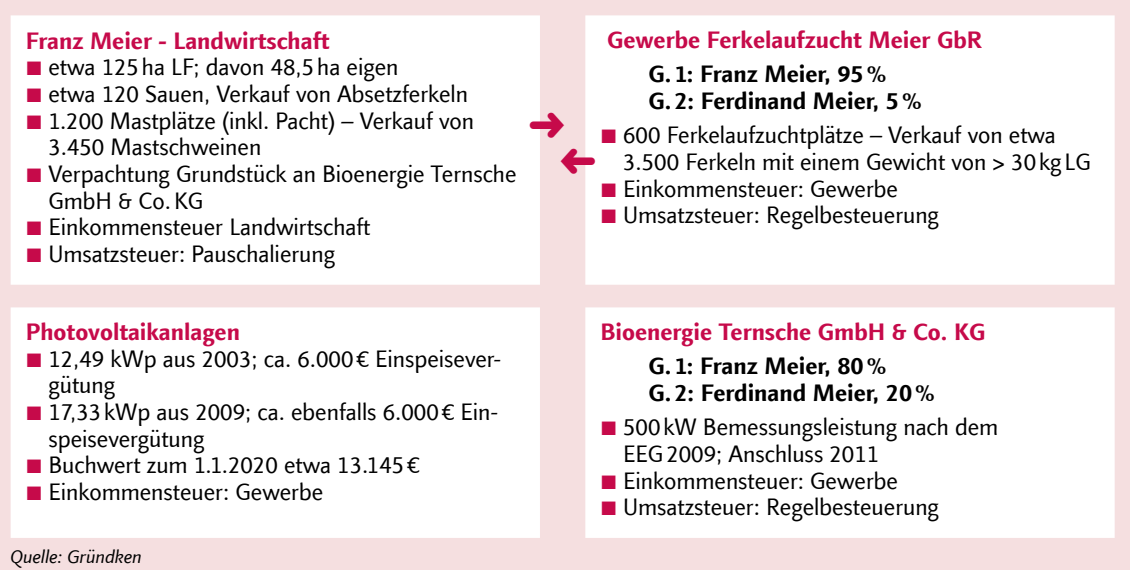 Franz Meier - Landwirtschaft
■ etwa 125 ha LF; davon 48,5 ha eigen
■ etwa 120 Sauen, Verkauf von Absetzferkeln
■ 1.200 Mastplätze (inkl. Pacht) – Verkauf von
3.450 Mastschweinen
■ Verpachtung Grundstück an Bioenergie Ternsche
GmbH & Co. KG
■ Einkommensteuer Landwirtschaft
■ Umsatzsteuer: Pauschalierung
Gewerbe Ferkelaufzucht Meier GbR
G. 1: Franz Meier, 95 %
G. 2: Ferdinand Meier, 5 %
■ 600 Ferkelaufzuchtplätze – Verkauf von etwa
3.500 Ferkeln mit einem Gewicht von > 30 kg LG
■ Einkommensteuer: Gewerbe
■ Umsatzsteuer: Regelbesteuerung
Photovoltaikanlagen
■ 12,49 kWp aus 2003; ca. 6.000 € Einspeisever-
gütung
■ 17,33 kWp aus 2009; ca. ebenfalls 6.000 € Ein-
speisevergütung
■ Buchwert zum 1.1.2020 etwa 13.145 €
■ Einkommensteuer: Gewerbe
Bioenergie Ternsche GmbH & Co. KG
G. 1: Franz Meier, 80 %
G. 2: Ferdinand Meier, 20 %
■ 500 kW Bemessungsleistung nach dem
EEG 2009; Anschluss 2011
■ Einkommensteuer: Gewerbe
■ Umsatzsteuer: Regelbesteuerung
Quelle: Gründken